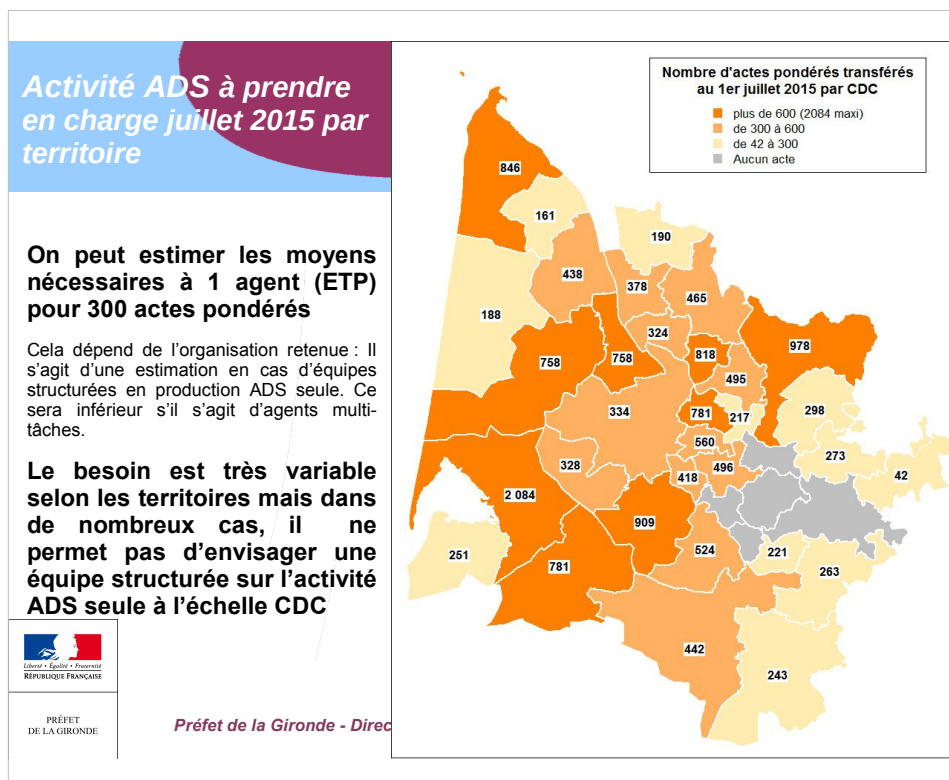 Activité ADS à prendre
en charge juillet 2015 par
territoire
On peut estimer les moyens
nécessaires à 1 agent (ETP)
pour 300 actes pondérés
Cela dépend de l'organisation retenue : Il
s'agit d'une estimation en cas d'équipes
structurées en production ADS seule. Ce
sera inférieur s'il s'agit d'agents multi-
tâches.
Le besoin est très variable
selon les territoires mais dans
de nombreux cas, il ne
permet pas d'envisager une
équipe structurée sur l'activité
ADS seule à l'échelle CDC
Liberté • Égalité • Fraternité
RÉPUBLIQUE FRANÇAISE
PRÉFET
DE LA GIRONDE
Préfet de la Gironde - Direc
Nombre d'actes pondérés transférés
au 1er juillet 2015 par CDC
plus de 600 (2084 maxi)
de 300 à 600
de 42 à 300
Aucun acte
846
161
190
438
378
465
188
324
758
758
818
978
495
334
781
217
298
560
273
328
418
496
42
2 084
909
251
781
524
221
263
442
243